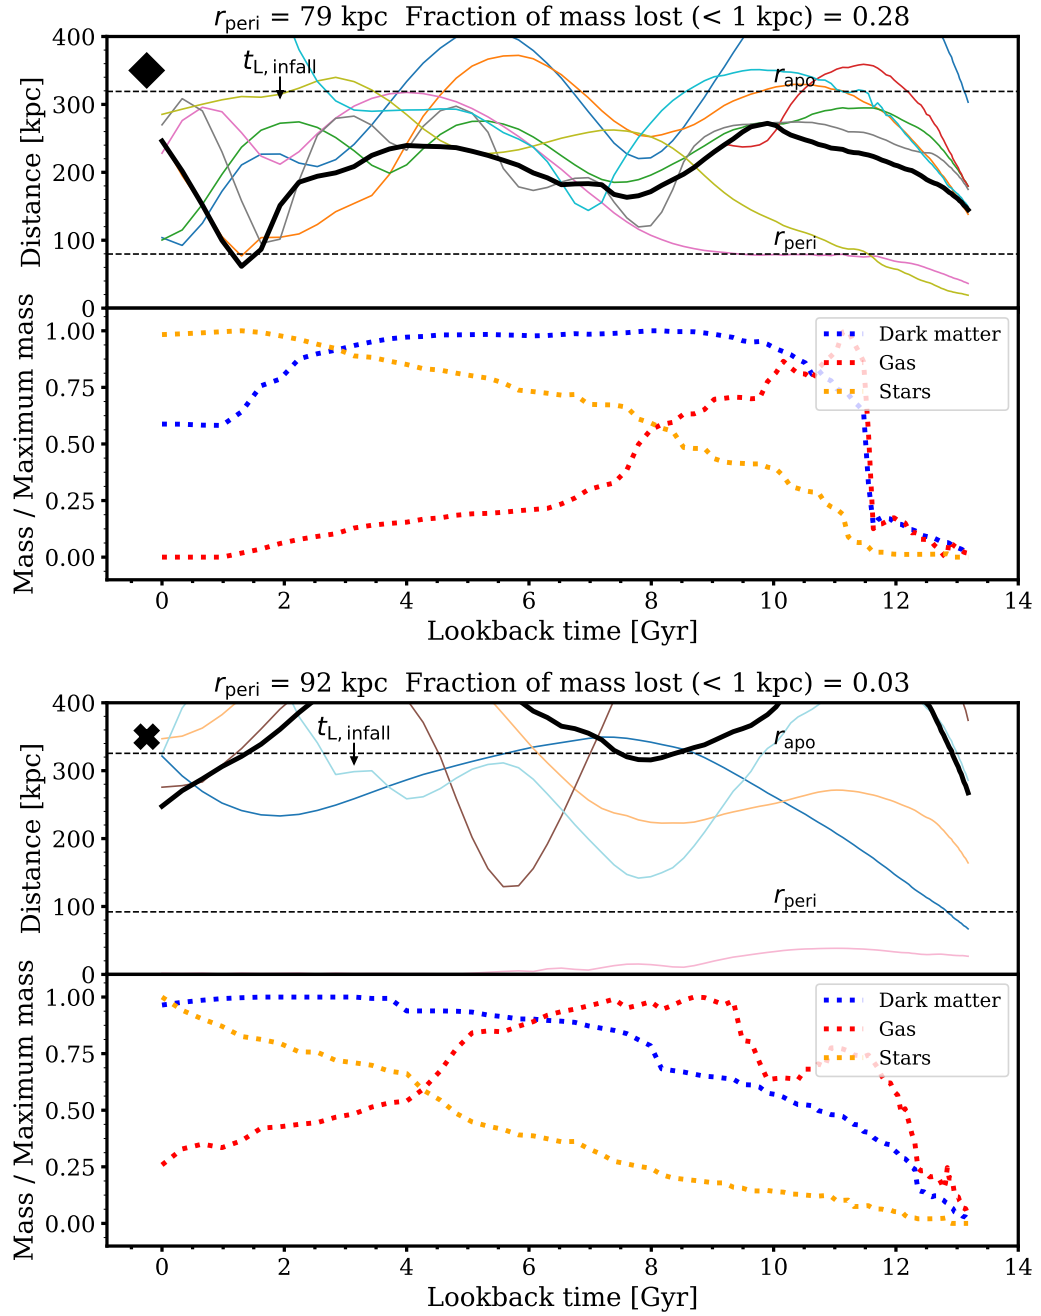 r_peri = 79 kpc Fraction of mass lost (< 1 kpc) = 0.28
400
300
200
100
0
Distance [kpc]
t_L, infall
r_apo
r_peri
1.00
0.75
0.50
0.25
0.00
Mass / Maximum mass
Dark matter
Gas
Stars
0 2 4 6 8 10 12 14
Lookback time [Gyr]
r_peri = 92 kpc Fraction of mass lost (< 1 kpc) = 0.03
400
300
200
100
0
Distance [kpc]
t_L, infall
r_apo
r_peri
1.00
0.75
0.50
0.25
0.00
Mass / Maximum mass
Dark matter
Gas
Stars
0 2 4 6 8 10 12 14
Lookback time [Gyr]